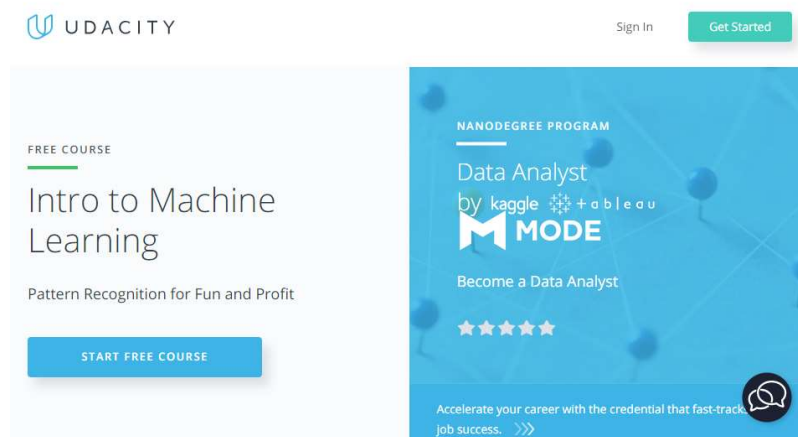 UDACITY
Sign In
Get Started
FREE COURSE
Intro to Machine
Learning
Pattern Recognition for Fun and Profit
START FREE COURSE
NANODEGREE PROGRAM
Data Analyst
by kaggle +ableau
MODE
Become a Data Analyst
Accelerate your career with the credential that fast-tracks
job success.